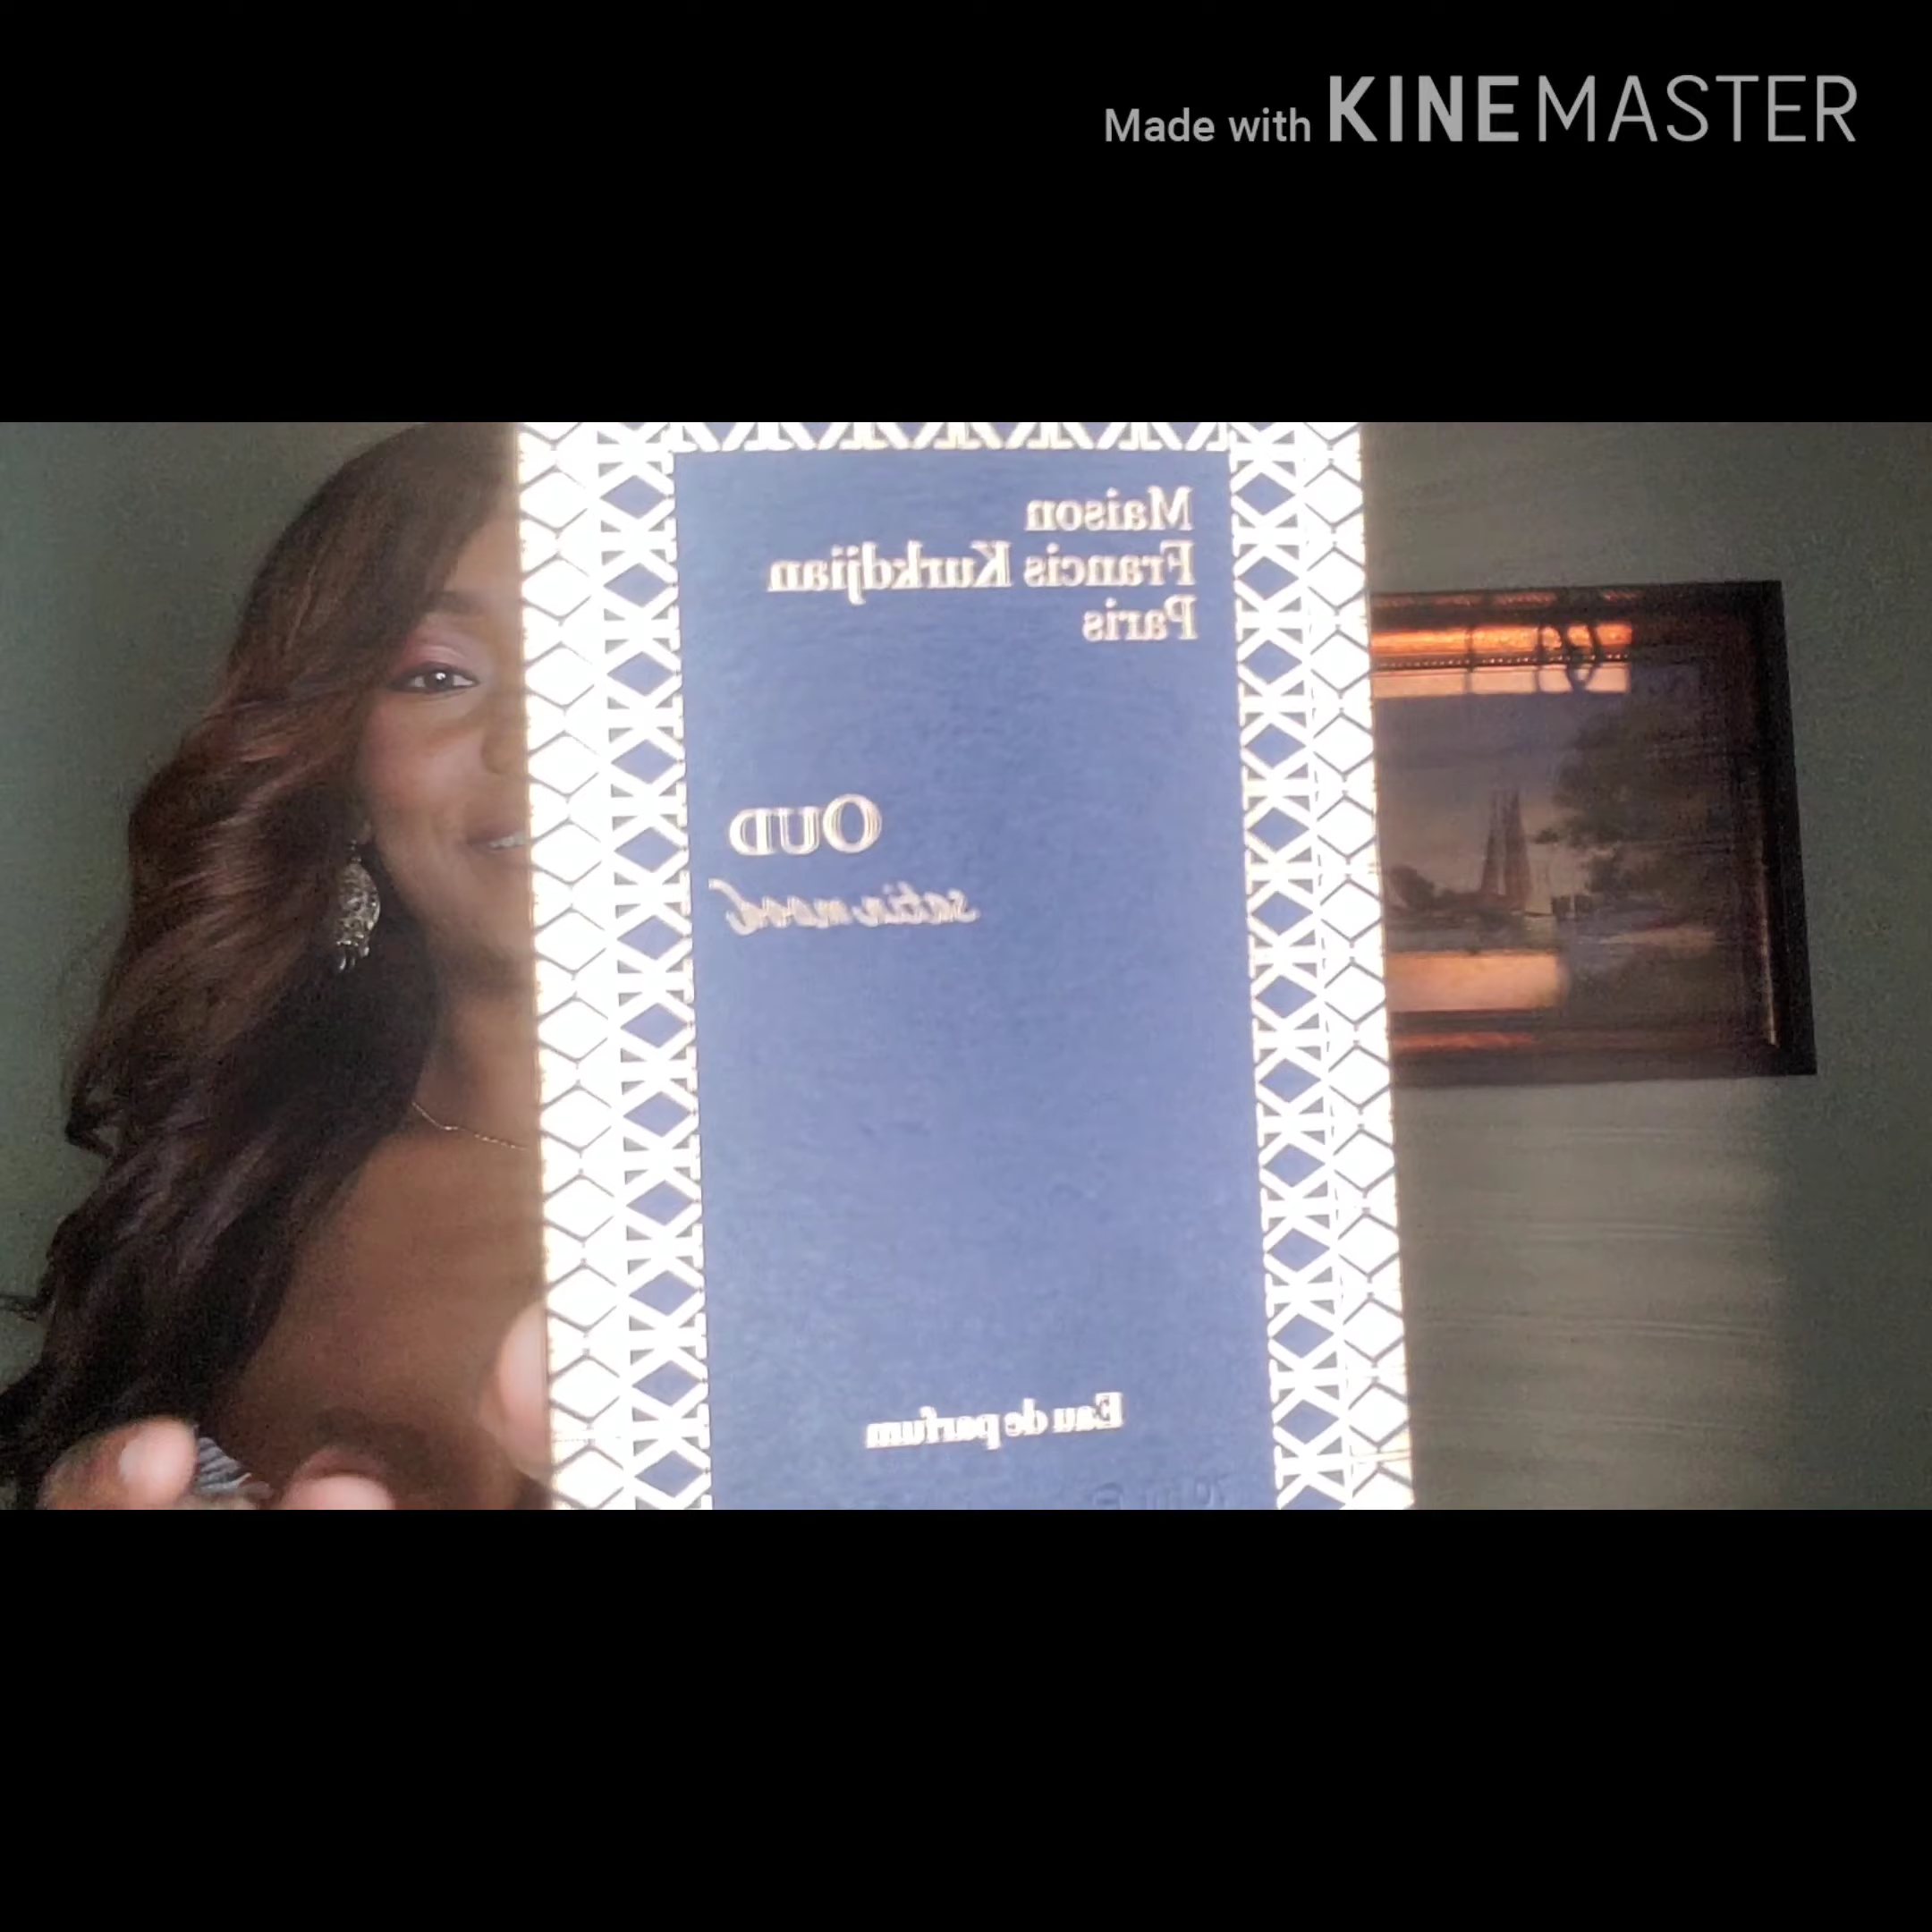 Made with KINEMASTER
Maison
Francis Kurkdjian
Paris
OUD
satin mood
Eau de parfum